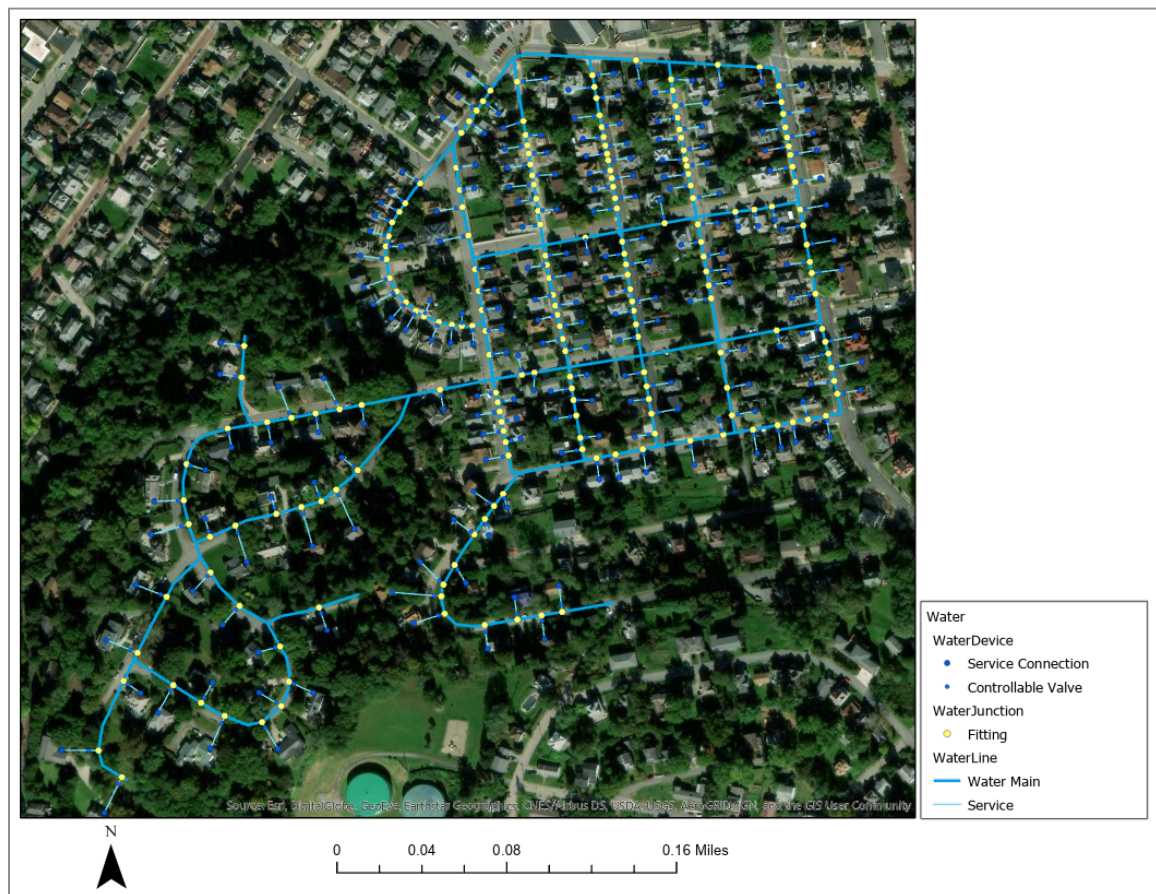 Water
WaterDevice
Service Connection
Controllable Valve
WaterJunction
Fitting
WaterLine
Water Main
Service
Source: Esri, DigitalGlobe, GeoEye, Earthstar Geographics, CNES/Airbus DS, USDA, USGS, AeroGRID, IGN, and the GIS User Community
N
0 0.04 0.08 0.16 Miles